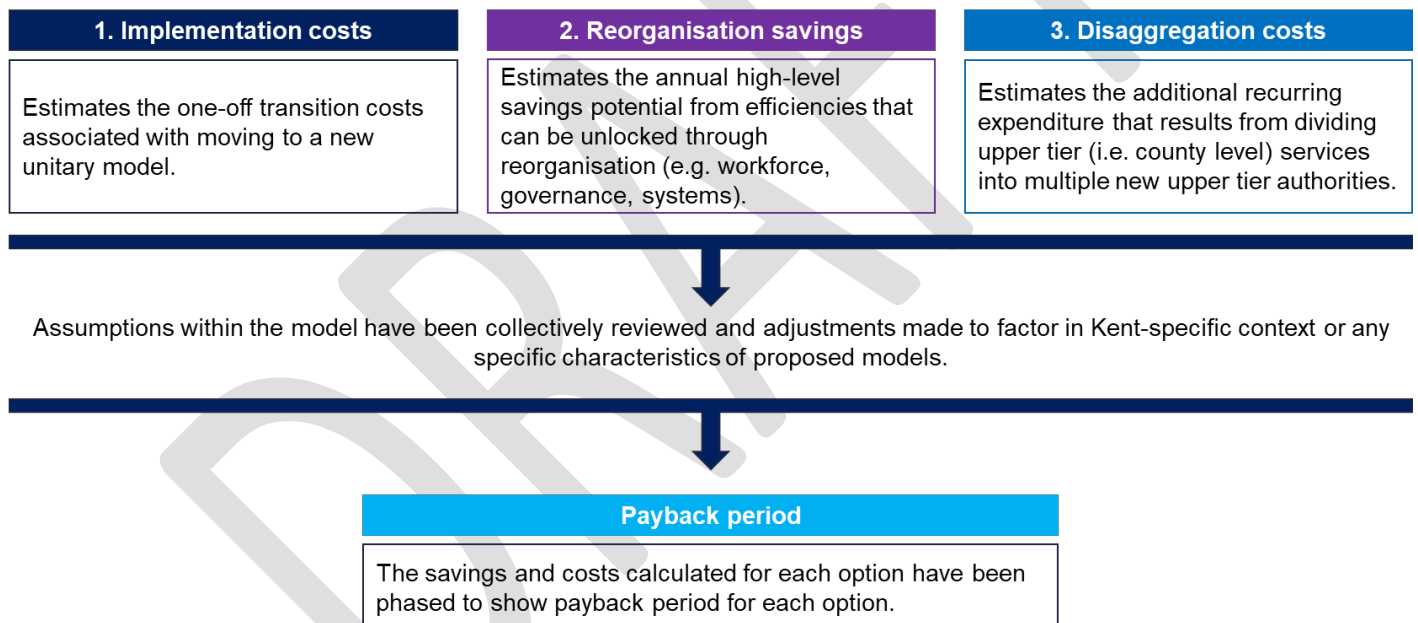 1. Implementation costs
Estimates the one-off transition costs
associated with moving to a new
unitary model.
2. Reorganisation savings
Estimates the annual high-level
savings potential from efficiencies that
can be unlocked through
reorganisation (e.g. workforce,
governance, systems).
3. Disaggregation costs
Estimates the additional recurring
expenditure that results from dividing
upper tier (i.e. county level) services
into multiple new upper tier authorities.
Assumptions within the model have been collectively reviewed and adjustments made to factor in Kent-specific context or any
specific characteristics of proposed models.
Payback period
The savings and costs calculated for each option have been
phased to show payback period for each option.
DRAF